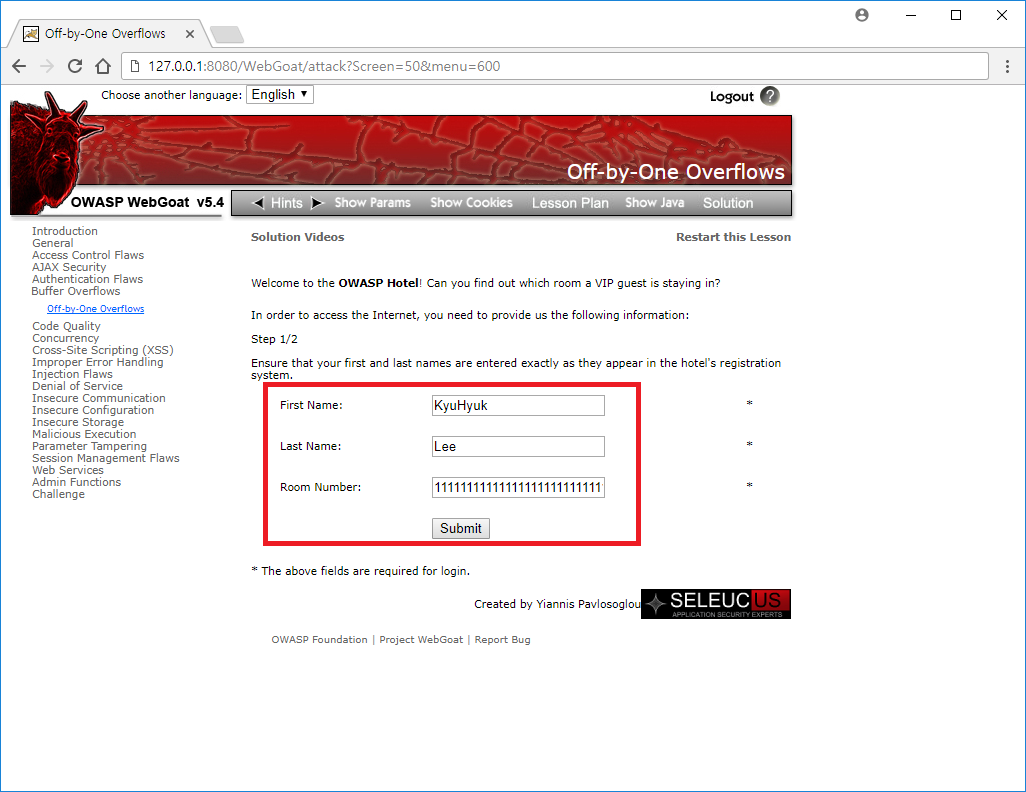 Off-by-One Overflows
127.0.0.1:8080/WebGoat/attack?Screen=50&menu=600
Choose another language: English
Logout ?
Off-by-One Overflows
OWASP WebGoat v5.4
Hints Show Params Show Cookies Lesson Plan Show Java Solution
Introduction
General
Access Control Flaws
AJAX Security
Authentication Flaws
Buffer Overflows
Off-by-One Overflows
Code Quality
Concurrency
Cross-Site Scripting (XSS)
Improper Error Handling
Injection Flaws
Denial of Service
Insecure Communication
Insecure Configuration
Insecure Storage
Malicious Execution
Parameter Tampering
Session Management Flaws
Web Services
Admin Functions
Challenge
Solution Videos Restart this Lesson
Welcome to the OWASP Hotel! Can you find out which room a VIP guest is staying in?
In order to access the Internet, you need to provide us the following information:
Step 1/2
Ensure that your first and last names are entered exactly as they appear in the hotel's registration
system.
First Name: KyuHyuk *
Last Name: Lee *
Room Number: *
Submit
* The above fields are required for login.
Created by Yiannis Pavlosoglou SELEUCUS
APPLICATION SECURITY EXPERTS
OWASP Foundation | Project WebGoat | Report Bug